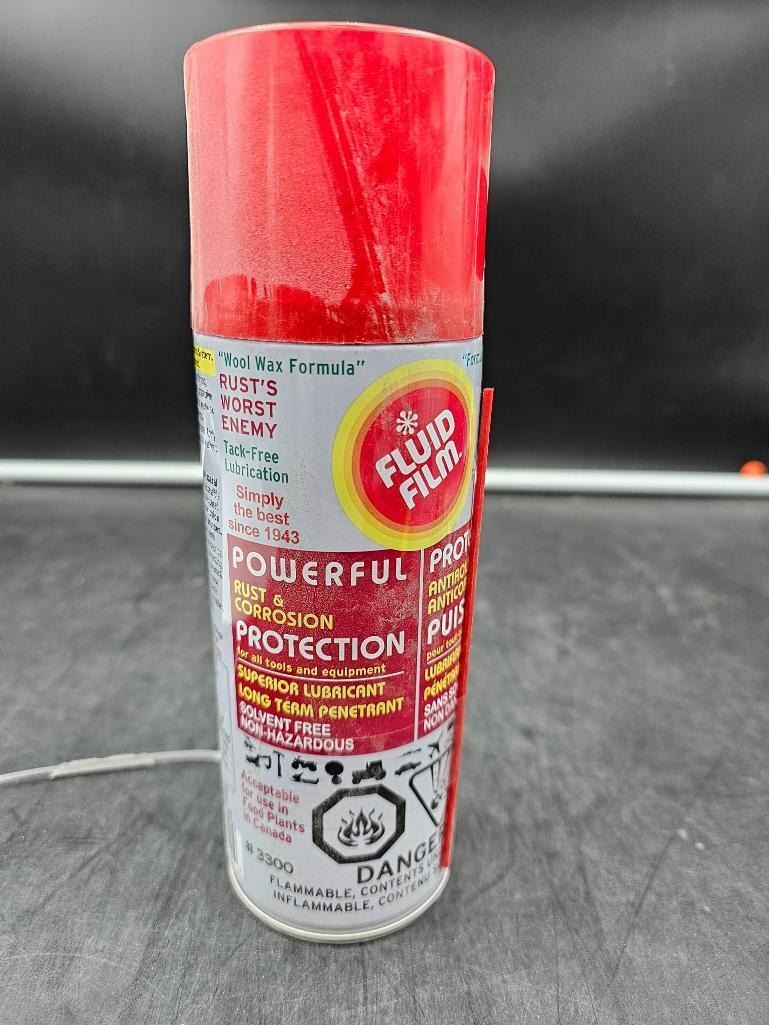 "Wool Wax Formula"
RUST'S
WORST
ENEMY
Tack-Free
Lubrication
Simply
the best
since 1943
FLUID
FILM
POWERFUL
RUST &
CORROSION
PROTECTION
for all tools and equipment
SUPERIOR LUBRICANT
LONG TERM PENETRANT
SOLVENT FREE
NON-HAZARDOUS
pour tout
Acceptable
for use in
Food Plants
in Canada
#3300
DANGER
FLAMMABLE, CONTENTS
INFLAMMABLE,